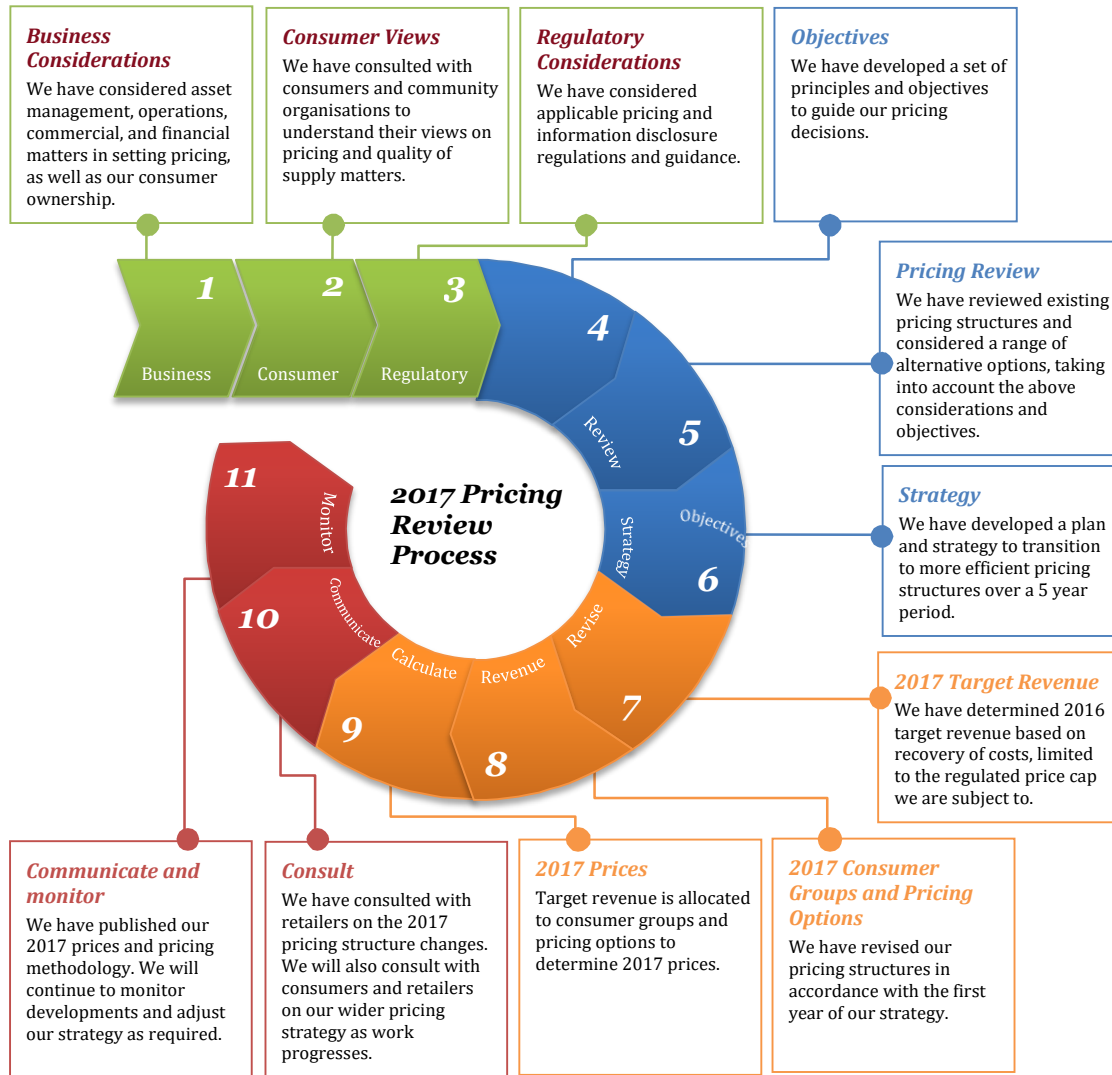 Business
Considerations
We have considered asset
management, operations,
commercial, and financial
matters in setting pricing,
as well as our consumer
ownership.
Consumer Views
We have consulted with
consumers and community
organisations to
understand their views on
pricing and quality of
supply matters.
Regulatory
Considerations
We have considered
applicable pricing and
information disclosure
regulations and guidance.
Objectives
We have developed a set of
principles and objectives
to guide our pricing
decisions.
Pricing Review
We have reviewed existing
pricing structures and
considered a range of
alternative options, taking
into account the above
considerations and
objectives.
Strategy
We have developed a plan
and strategy to transition
to more efficient pricing
structures over a 5 year
period.
2017 Target Revenue
We have determined 2016
target revenue based on
recovery of costs, limited
to the regulated price cap
we are subject to.
1
Business
2
Consumer
3
Regulatory
4
5
Review
6
Objectives
Strategy
7
Revise
8
Revenue
9
Calculate
10
Communicate
11
Monitor
2017 Pricing
Review
Process
Communicate and
monitor
We have published our
2017 prices and pricing
methodology. We will
continue to monitor
developments and adjust
our strategy as required.
Consult
We have consulted with
retailers on the 2017
pricing structure changes.
We will also consult with
consumers and retailers
on our wider pricing
strategy as work
progresses.
2017 Prices
Target revenue is allocated
to consumer groups and
pricing options to
determine 2017 prices.
2017 Consumer
Groups and Pricing
Options
We have revised our
pricing structures in
accordance with the first
year of our strategy.